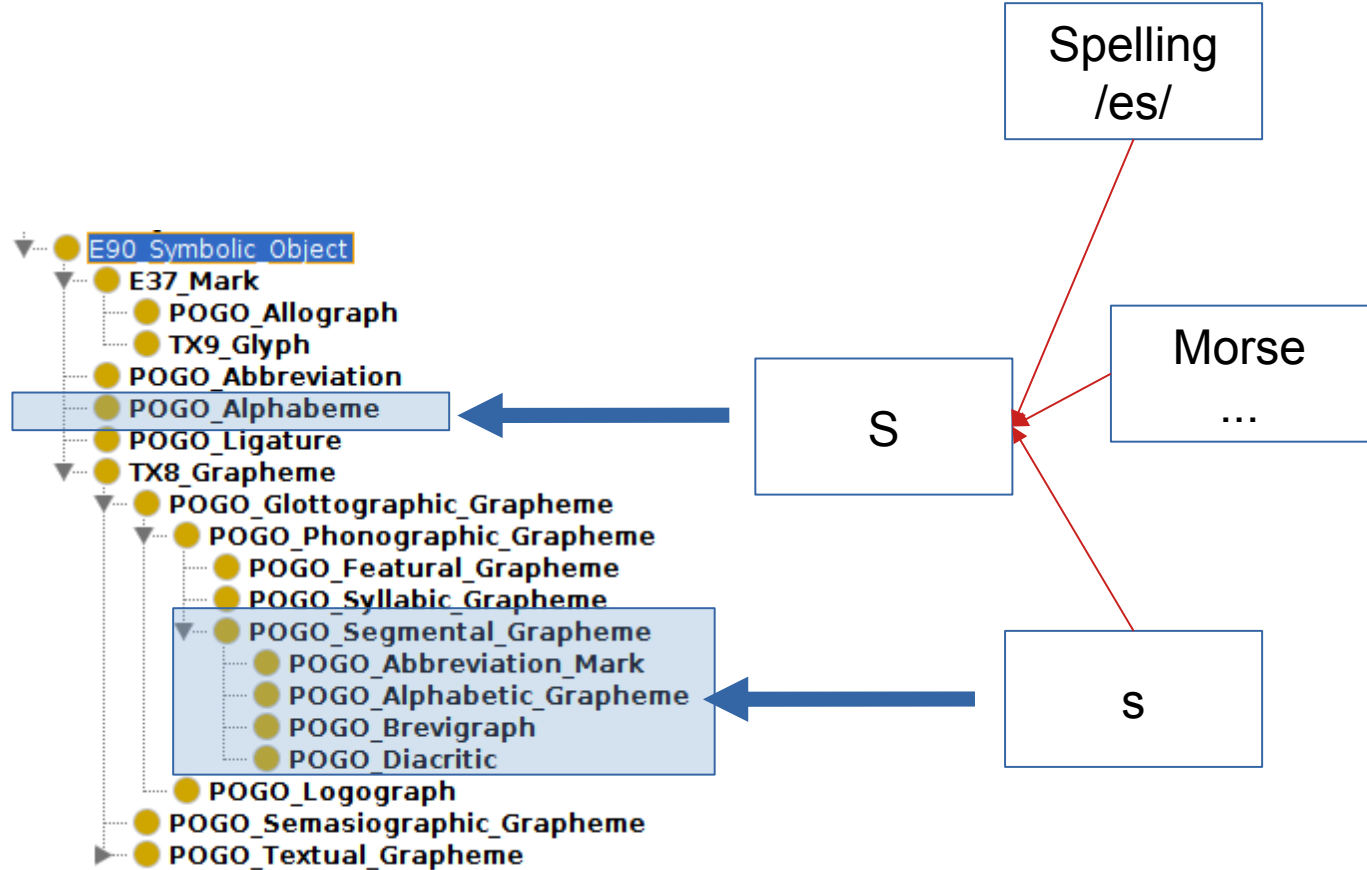 Spelling
/es/
E90_Symbolic_Object
E37_Mark
POGO_Allograph
TX9_Glyph
POGO_Abbreviation
POGO_Alphabeme
POGO_Ligature
TX8_Grapheme
POGO_Glottographic_Grapheme
POGO_Phonographic_Grapheme
POGO_Featural_Grapheme
POGO_Syllabic_Grapheme
POGO_Segmental_Grapheme
POGO_Abbreviation_Mark
POGO_Alphabetic_Grapheme
POGO_Brevigraph
POGO_Diacritic
POGO_Logograph
POGO_Semasiographic_Grapheme
POGO_Textual_Grapheme
S
Morse
...
s